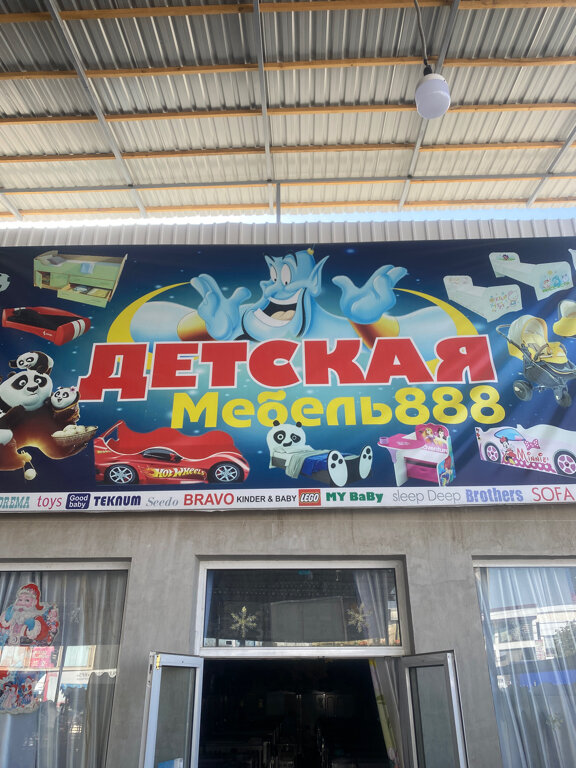 ДЕТСКАЯ
Мебель888
HOT WHEELS
Minnie
toys Good baby TEKNUM Seedo BRAVO KINDER & BABY LEGO MY BaBy sleep Deep Brothers SOFA